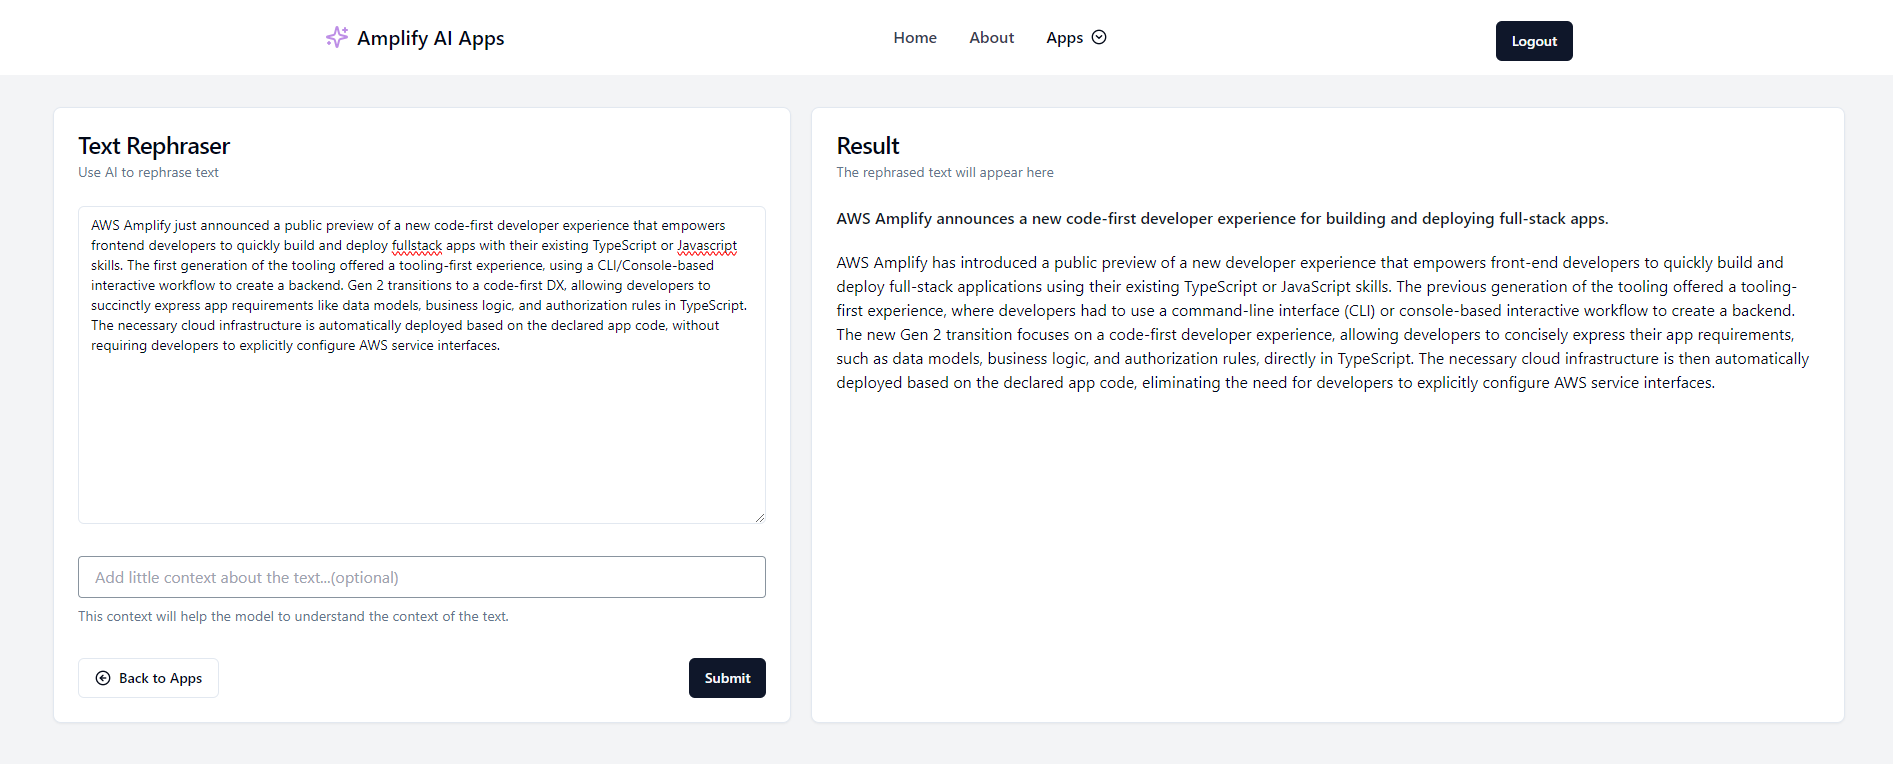 Amplify AI Apps
Home
About
Apps
Logout
Text Rephraser
Use AI to rephrase text
AWS Amplify just announced a public preview of a new code-first developer experience that empowers
frontend developers to quickly build and deploy fullstack apps with their existing TypeScript or Javascript
skills. The first generation of the tooling offered a tooling-first experience, using a CLI/Console-based
interactive workflow to create a backend. Gen 2 transitions to a code-first DX, allowing developers to
succinctly express app requirements like data models, business logic, and authorization rules in TypeScript.
The necessary cloud infrastructure is automatically deployed based on the declared app code, without
requiring developers to explicitly configure AWS service interfaces.
Add little context about the text...(optional)
This context will help the model to understand the context of the text.
Back to Apps
Submit
Result
The rephrased text will appear here
AWS Amplify announces a new code-first developer experience for building and deploying full-stack apps.
AWS Amplify has introduced a public preview of a new developer experience that empowers front-end developers to quickly build and
deploy full-stack applications using their existing TypeScript or JavaScript skills. The previous generation of the tooling offered a tooling-
first experience, where developers had to use a command-line interface (CLI) or console-based interactive workflow to create a backend.
The new Gen 2 transition focuses on a code-first developer experience, allowing developers to concisely express their app requirements,
such as data models, business logic, and authorization rules, directly in TypeScript. The necessary cloud infrastructure is then automatically
deployed based on the declared app code, eliminating the need for developers to explicitly configure AWS service interfaces.